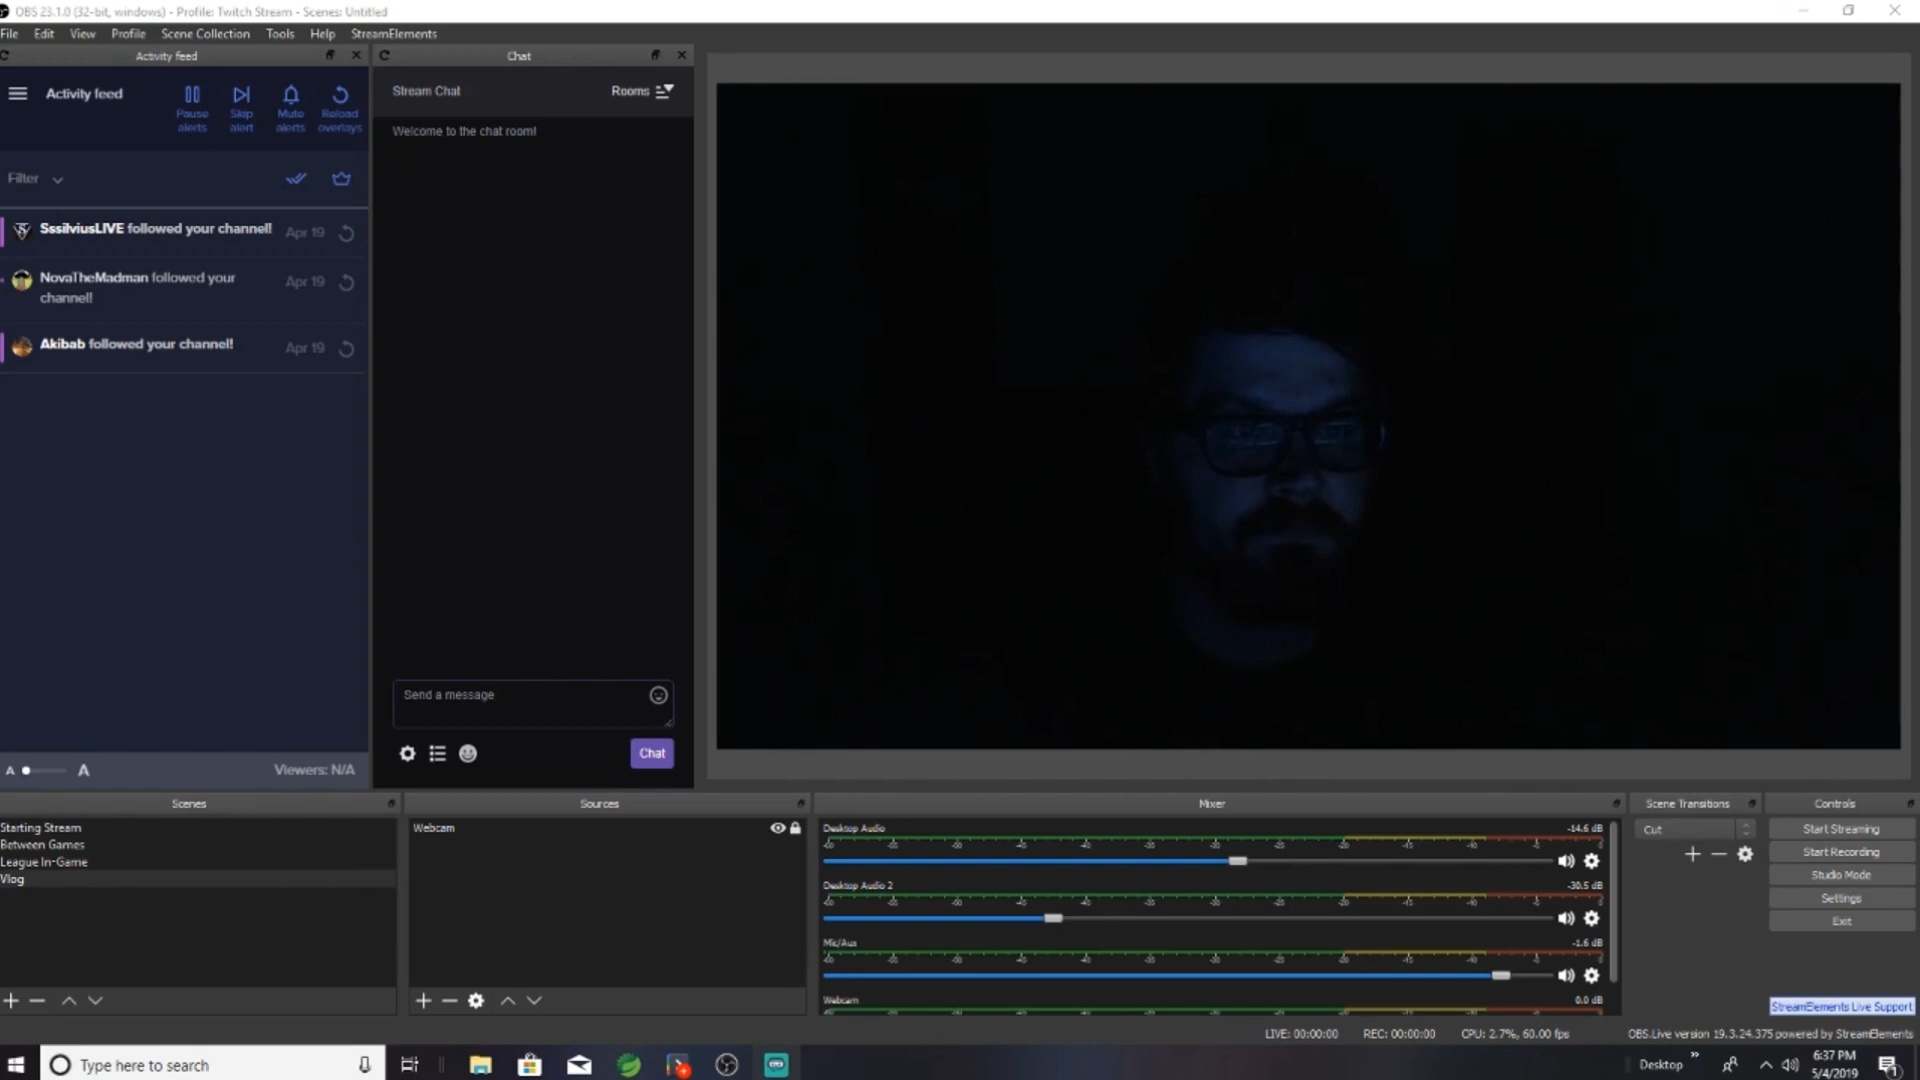 OBS 23.1.0 (32-bit, windows) - Profile: Twitch Stream - Scenes: Untitled
File Edit View Profile Scene Collection Tools Help StreamElements
Activity feed
Chat
Activity feed
Pause alerts
Skip alert
Mute alerts
Reload overlays
Stream Chat
Rooms
Welcome to the chat room!
Filter
SssilviusLIVE followed your channel! Apr 19
NovaTheMadman followed your Apr 19
channel!
Akibab followed your channel! Apr 19
Send a message
Chat
A A Viewers: N/A
Scenes
Starting Stream
Between Games
League In-Game
Vlog
Sources
Webcam
Mixer
Desktop Audio -14.6 dB
Desktop Audio 2 -30.5 dB
Mic/Aux -1.6 dB
Webcam 0.0 dB
Scene Transitions
Cut
Controls
Start Streaming
Start Recording
Studio Mode
Settings
Exit
StreamElements Live Support
LIVE: 00:00:00 REC: 00:00:00 CPU: 2.7%, 60.00 fps OBS.Live version 19.3.24.375 powered by StreamElements
Type here to search
Desktop
6:37 PM
5/4/2019